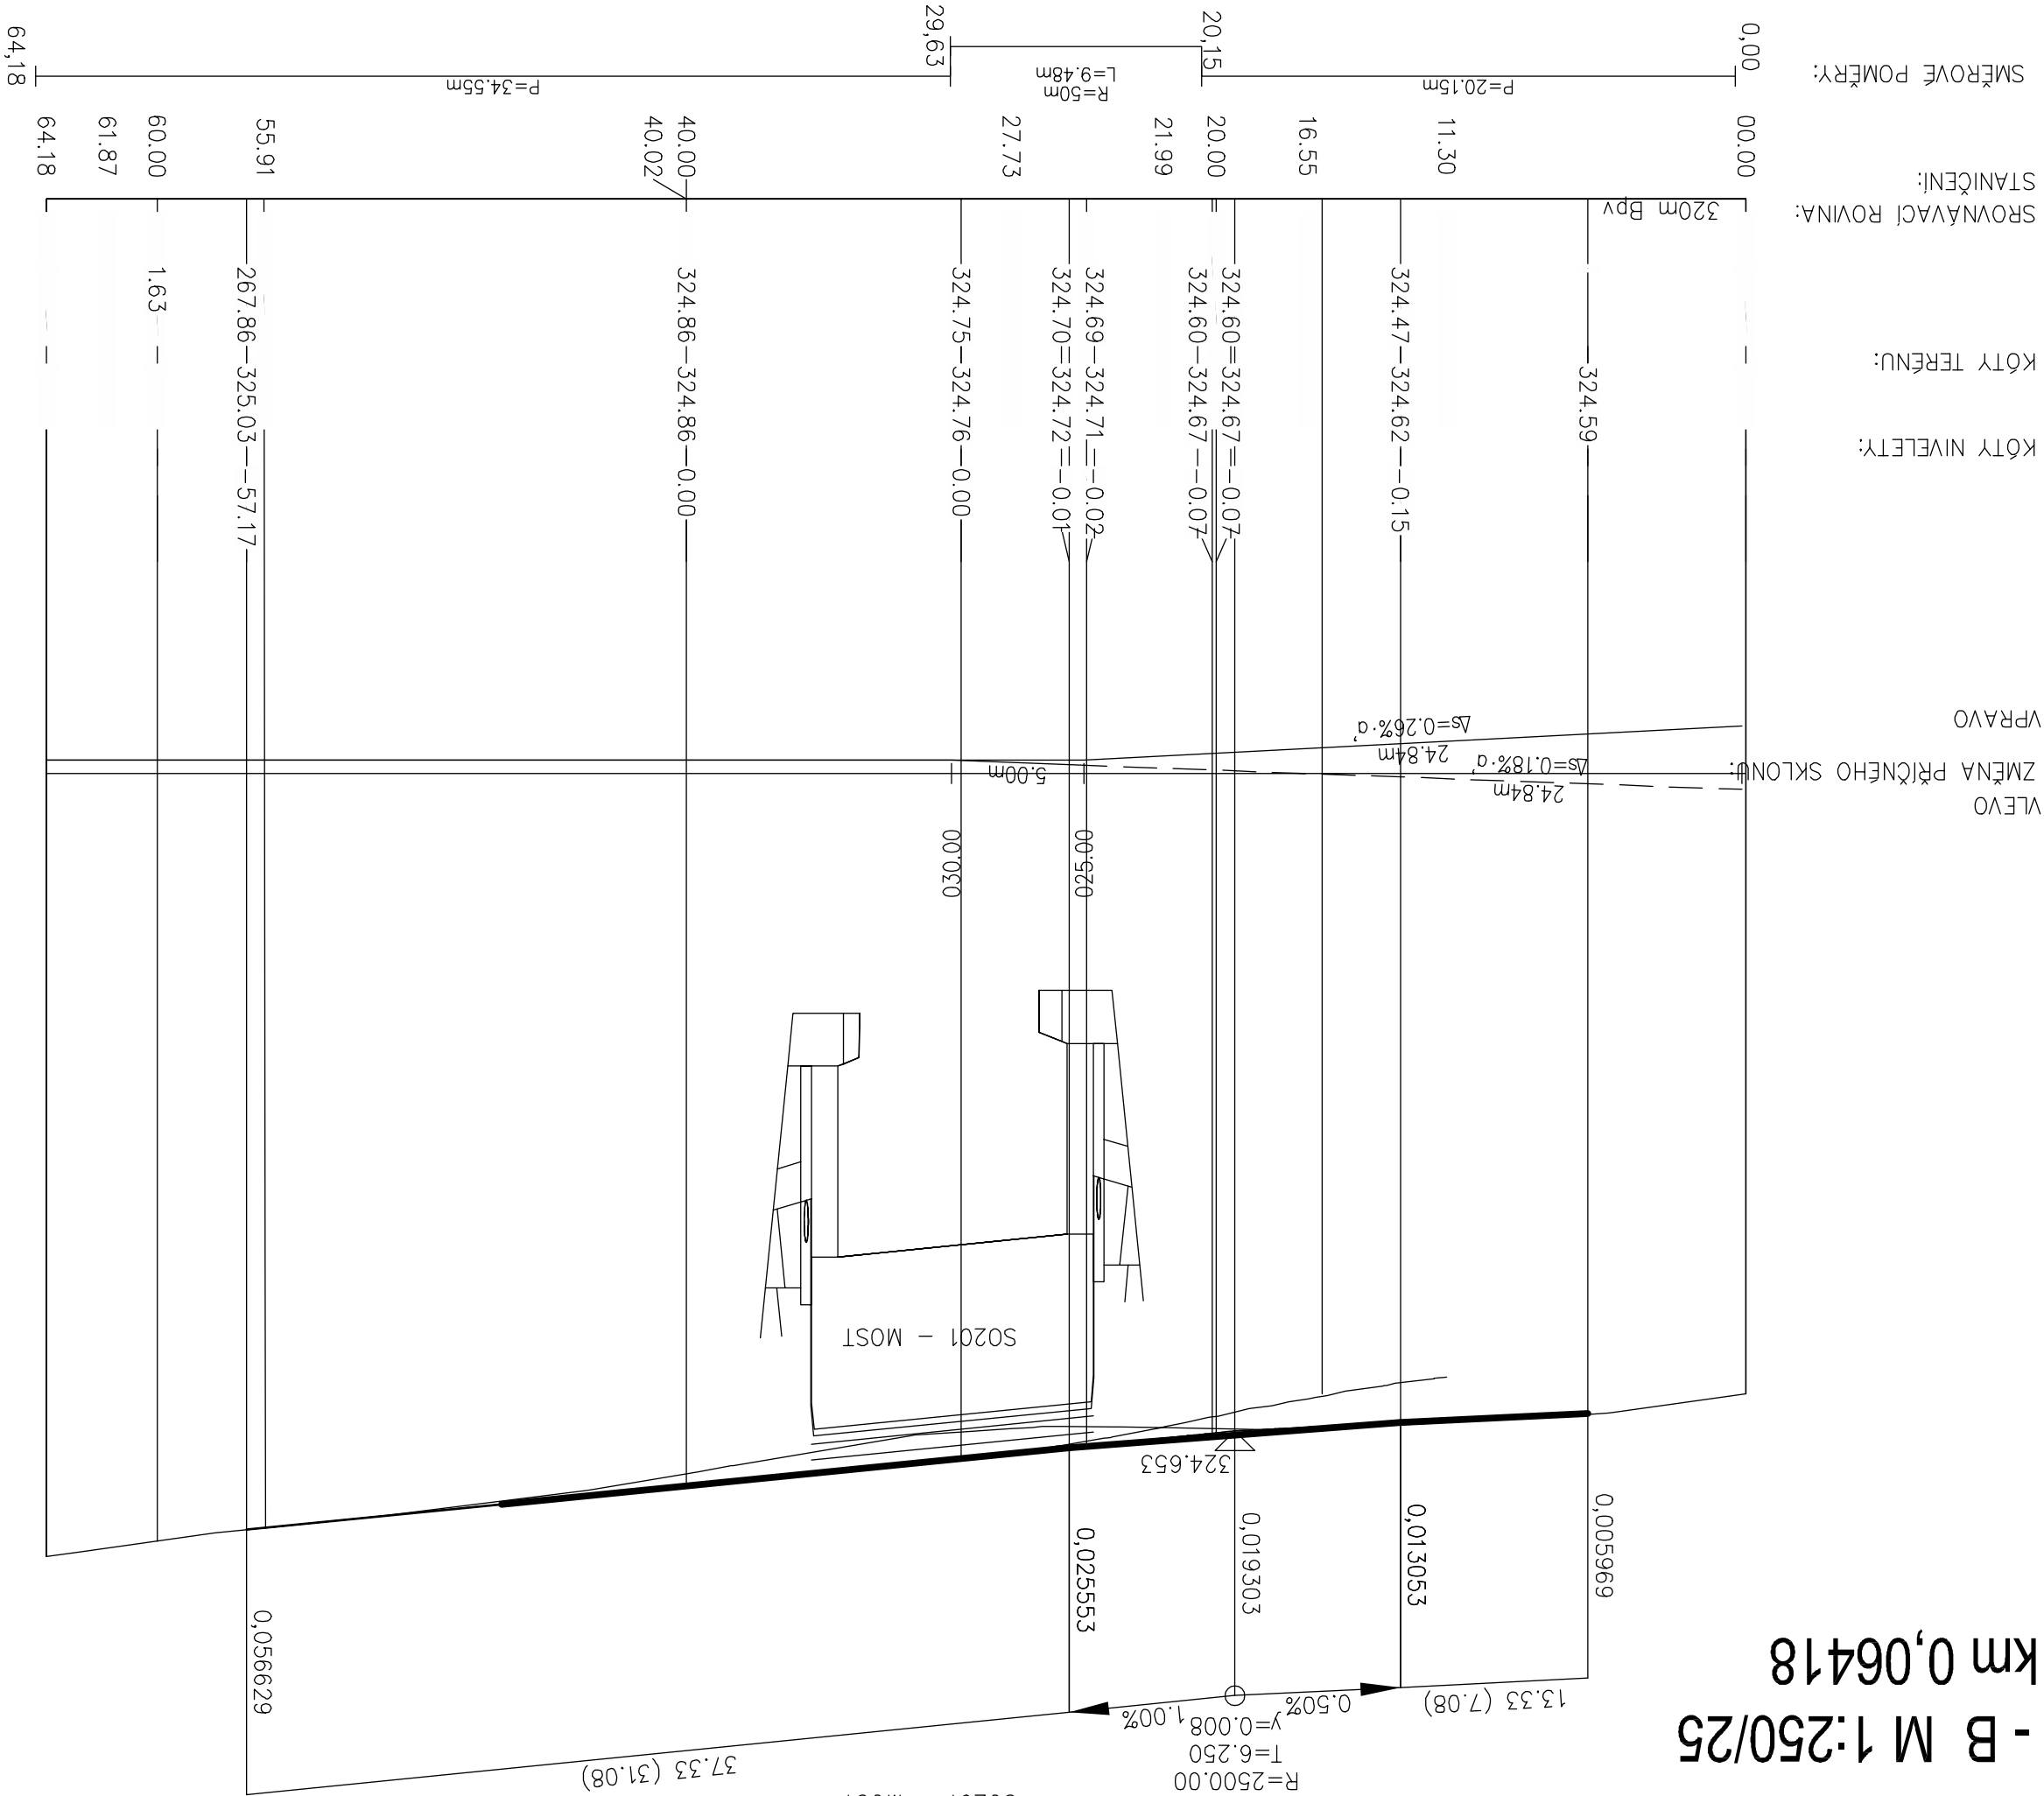 - B M 1:250/25
km 0,06418
R=2500.00
T=6.250
y=0.008
13.33 (7.08)
0.50%
1.00%
37.33 (31.08)
0,005969
0,013053
0,019303
0,025553
0,056629
324.653
SO201 - MOST
025.00
030.00
VLEVO
ZMĚNA PŘÍČNÉHO SKLONU:
VPRAVO
24.84m
Δs=0.18%·a'
24.84m
Δs=0.26%·a'
5.00m
KÓTY NIVELETY:
KÓTY TERÉNU:
324.59
324.47-324.62--0.15
324.60=324.67=-0.07
324.60-324.67--0.07
324.69-324.71--0.02
324.70=324.72=-0.01
324.75-324.76-0.00
324.86-324.86-0.00
267.86-325.03--57.17
1.63
SROVNÁVACÍ ROVINA:
320m Bpv
STANIČENÍ:
00.00
11.30
16.55
20.00
21.99
27.73
40.00
40.02
55.91
60.00
61.87
64.18
SMĚROVÉ POMĚRY:
0,00
P=20.15m
20,15
R=50m
L=9.48m
29,63
P=34.55m
64,18